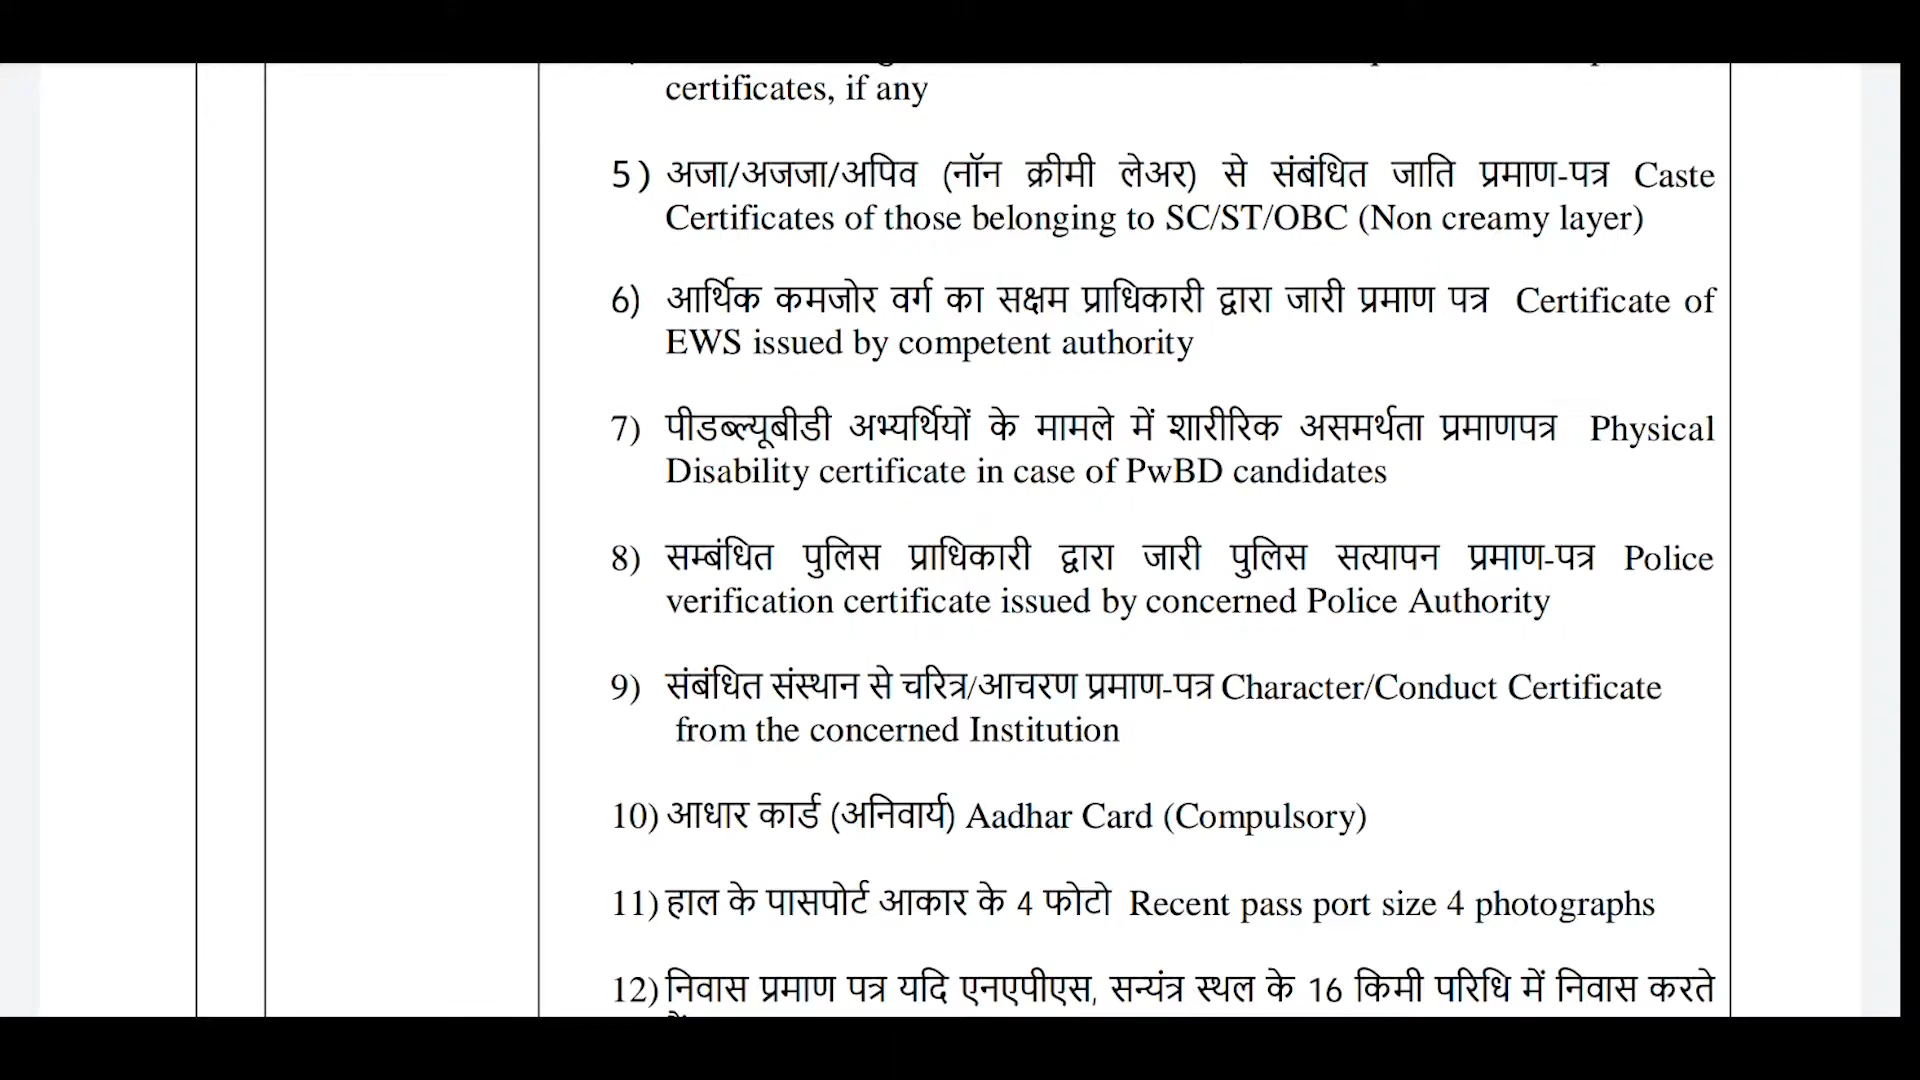 certificates, if any
5) अजा/अजजा/अपिव (नॉन क्रीमी लेअर) से संबंधित जाति प्रमाण-पत्र Caste
Certificates of those belonging to SC/ST/OBC (Non creamy layer)
6) आर्थिक कमजोर वर्ग का सक्षम प्राधिकारी द्वारा जारी प्रमाण पत्र Certificate of
EWS issued by competent authority
7) पीडब्ल्यूबीडी अभ्यर्थियों के मामले में शारीरिक असमर्थता प्रमाणपत्र Physical
Disability certificate in case of PwBD candidates
8) सम्बंधित पुलिस प्राधिकारी द्वारा जारी पुलिस सत्यापन प्रमाण-पत्र Police
verification certificate issued by concerned Police Authority
9) संबंधित संस्थान से चरित्र/आचरण प्रमाण-पत्र Character/Conduct Certificate
from the concerned Institution
10) आधार कार्ड (अनिवार्य) Aadhar Card (Compulsory)
11) हाल के पासपोर्ट आकार के 4 फोटो Recent pass port size 4 photographs
12) निवास प्रमाण पत्र यदि एनएपीएस, सन्यंत्र स्थल के 16 किमी परिधि में निवास करते